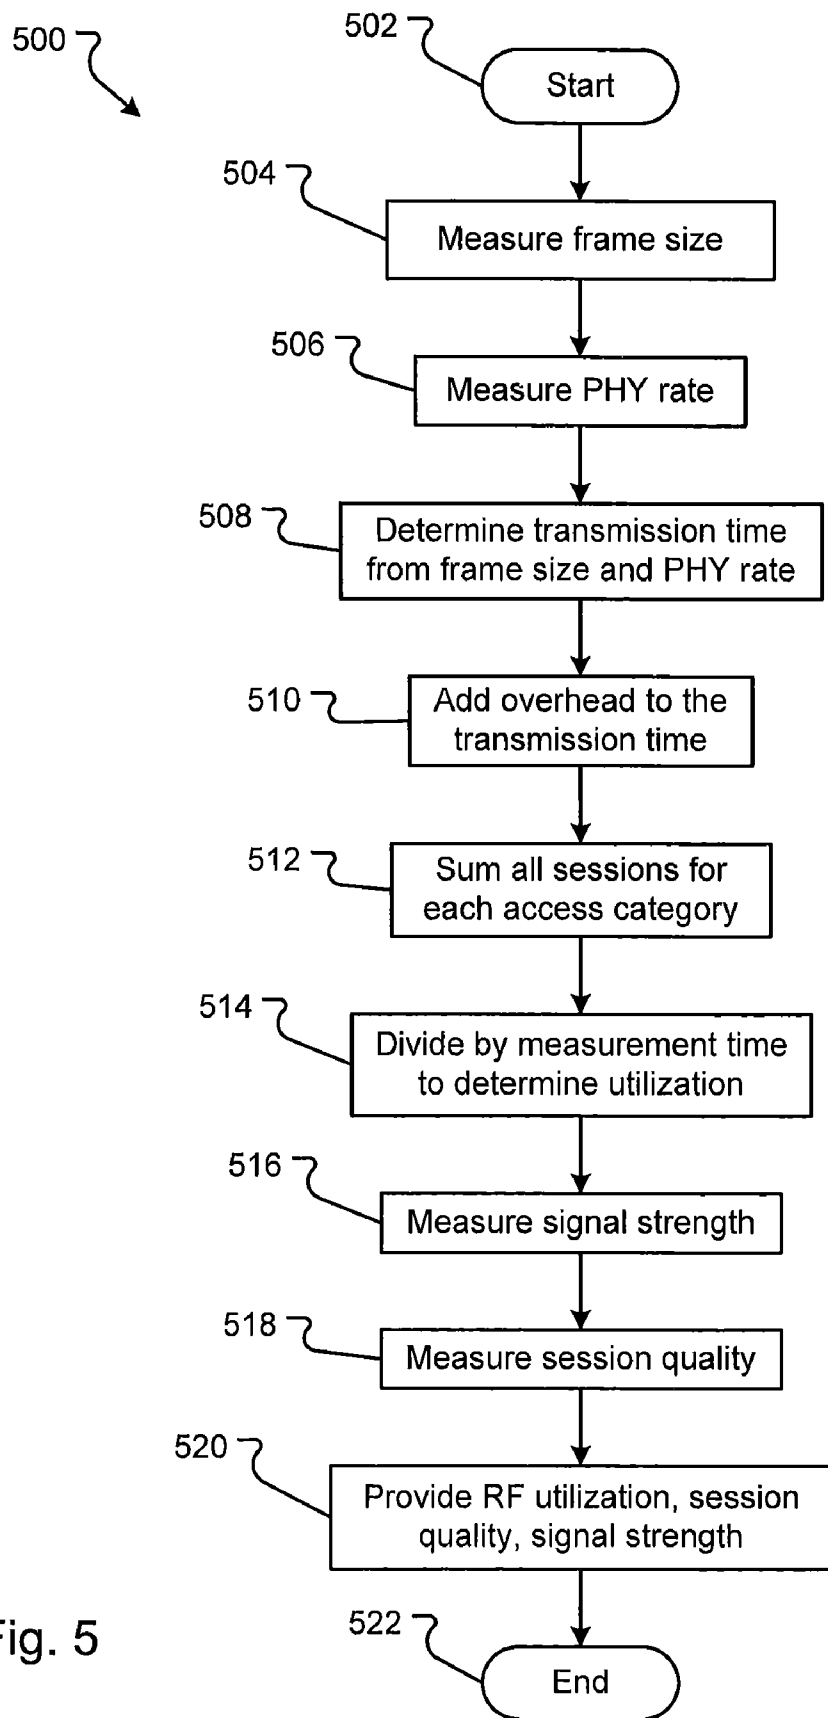 500
502
Start
504
Measure frame size
506
Measure PHY rate
508
Determine transmission time
from frame size and PHY rate
510
Add overhead to the
transmission time
512
Sum all sessions for
each access category
514
Divide by measurement time
to determine utilization
516
Measure signal strength
518
Measure session quality
520
Provide RF utilization, session
quality, signal strength
522
End
Fig. 5